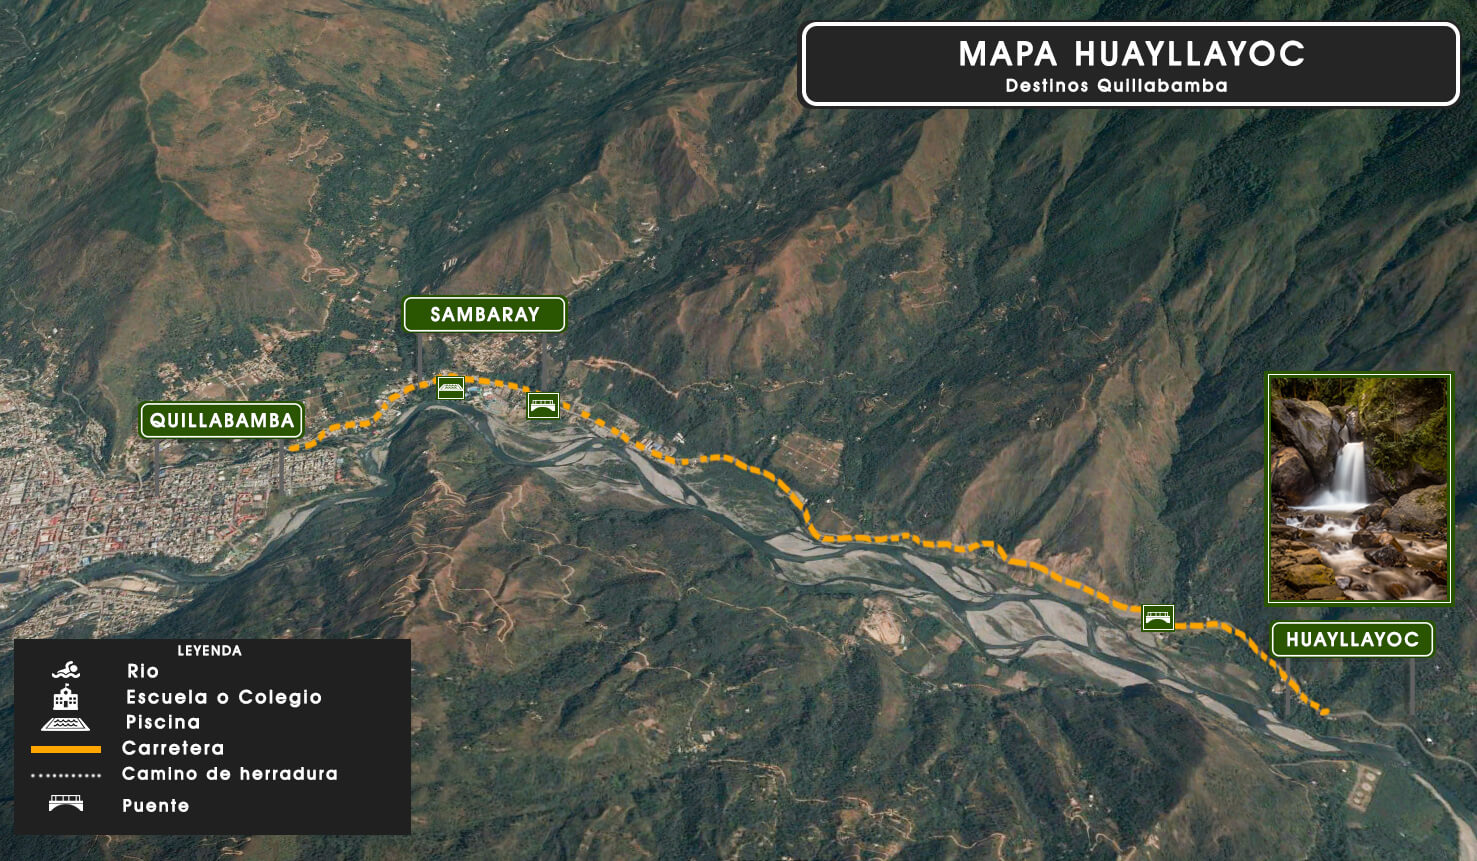 MAPA HUAYLLAYOC
Destinos Quillabamba
SAMBARAY
QUILLABAMBA
HUAYLLAYOC
LEYENDA
Rio
Escuela o Colegio
Piscina
Carretera
Camino de herradura
Puente